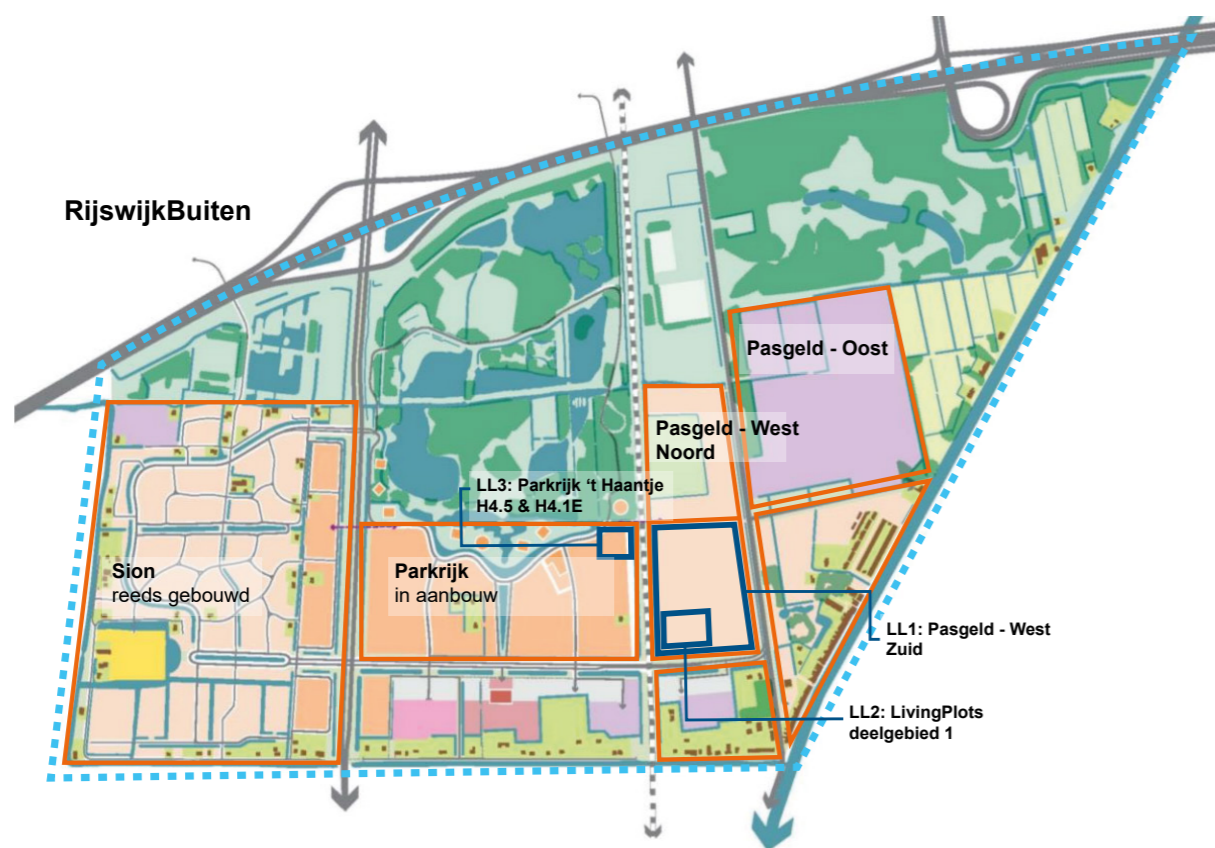 RijswijkBuiten
Pasgeld - Oost
Pasgeld - West
Noord
LL3: Parkrijk ‘t Haantje
H4.5 & H4.1E
Sion
reeds gebouwd
Parkrijk
in aanbouw
LL1: Pasgeld - West
Zuid
LL2: LivingPlots
deelgebied 1